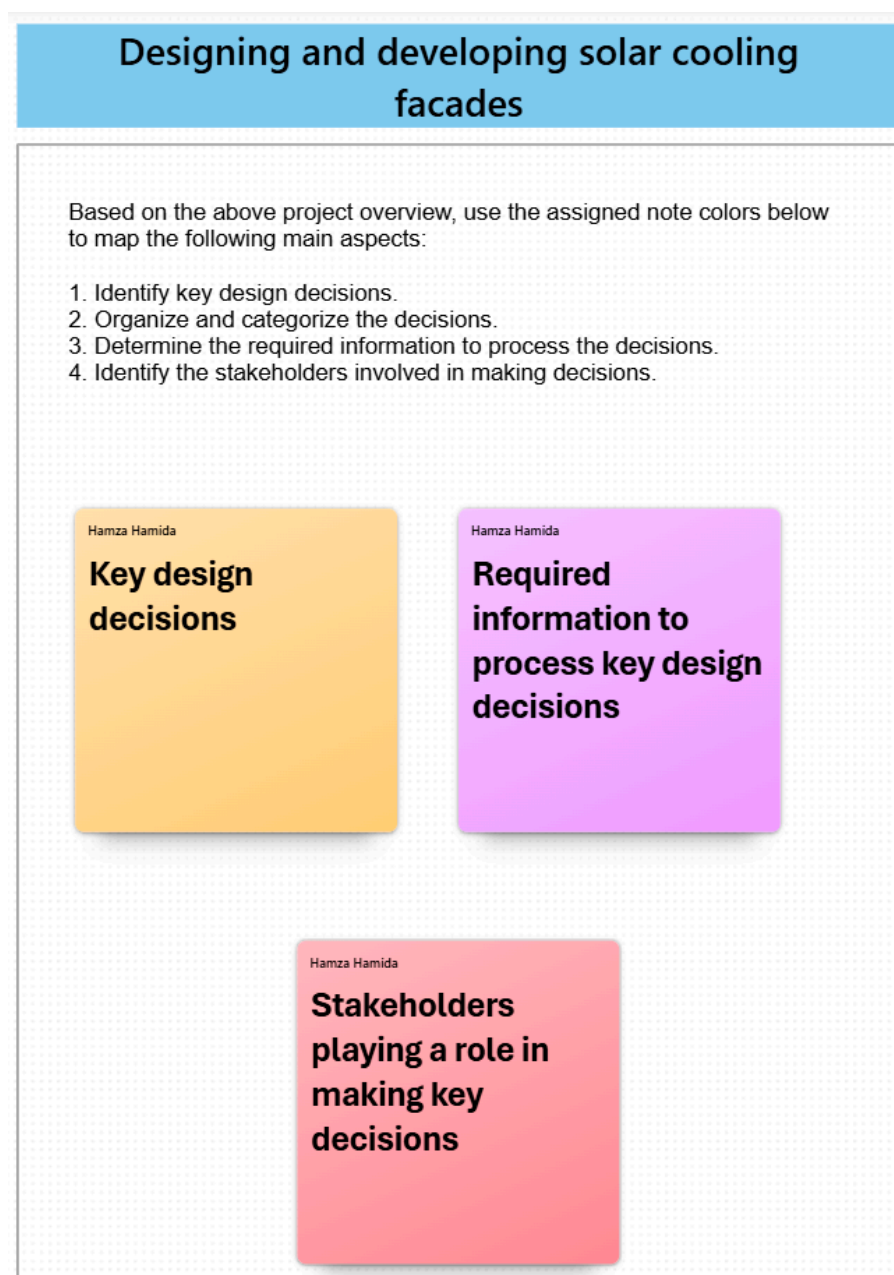 Designing and developing solar cooling
facades
Based on the above project overview, use the assigned note colors below
to map the following main aspects:
1. Identify key design decisions.
2. Organize and categorize the decisions.
3. Determine the required information to process the decisions.
4. Identify the stakeholders involved in making decisions.
Hamza Hamida
Key design
decisions
Hamza Hamida
Required
information to
process key design
decisions
Hamza Hamida
Stakeholders
playing a role in
making key
decisions